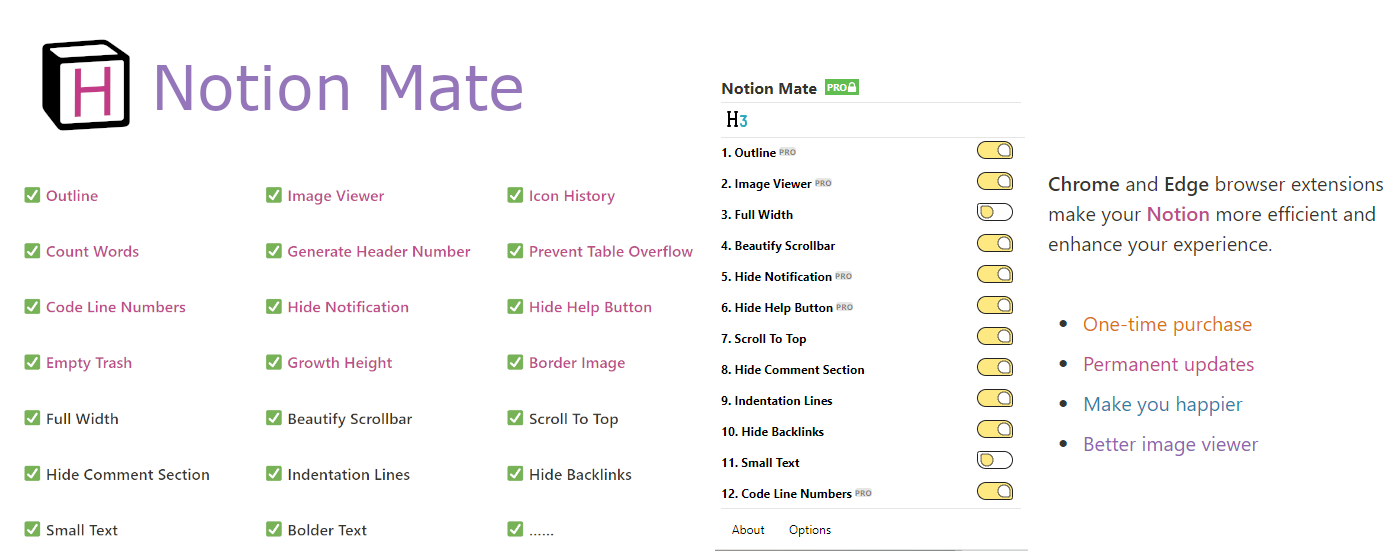 H Notion Mate
Outline
Image Viewer
Icon History
Count Words
Generate Header Number
Prevent Table Overflow
Code Line Numbers
Hide Notification
Hide Help Button
Empty Trash
Growth Height
Border Image
Full Width
Beautify Scrollbar
Scroll To Top
Hide Comment Section
Indentation Lines
Hide Backlinks
Small Text
Bolder Text
......
Notion Mate PRO
H3
1. Outline PRO
2. Image Viewer PRO
3. Full Width
4. Beautify Scrollbar
5. Hide Notification PRO
6. Hide Help Button PRO
7. Scroll To Top
8. Hide Comment Section
9. Indentation Lines
10. Hide Backlinks
11. Small Text
12. Code Line Numbers PRO
About Options
Chrome and Edge browser extensions
make your Notion more efficient and
enhance your experience.
• One-time purchase
• Permanent updates
• Make you happier
• Better image viewer